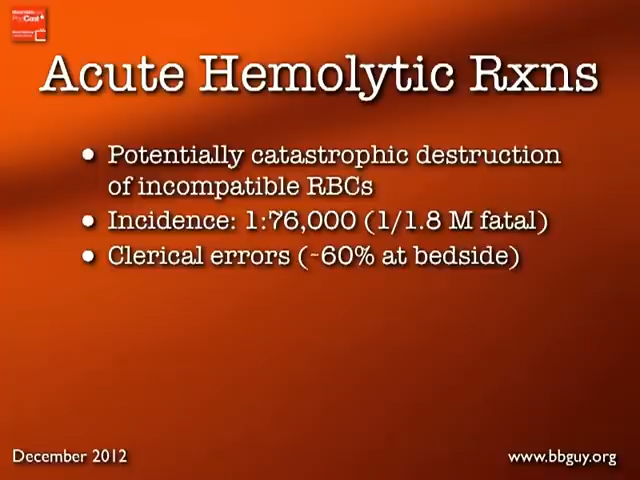 Acute Hemolytic Rxns
• Potentially catastrophic destruction
of incompatible RBCs
• Incidence: 1:76,000 (1/1.8 M fatal)
• Clerical errors (~60% at bedside)
December 2012
www.bbguy.org